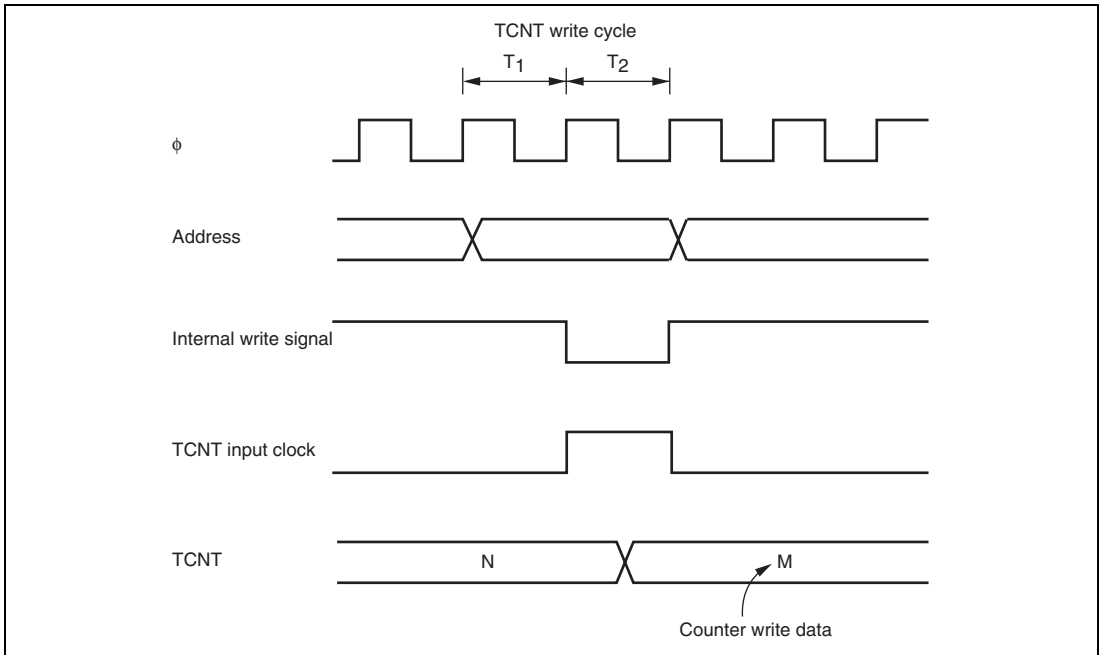 TCNT write cycle
T1 T2
φ
Address
Internal write signal
TCNT input clock
TCNT N M
Counter write data